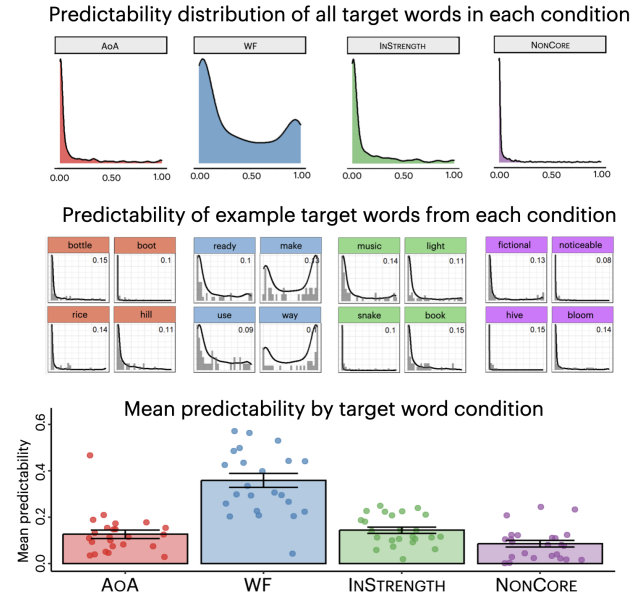 Predictability distribution of all target words in each condition
AoA WF InStrength NonCore
0.00 0.50 1.00 0.00 0.50 1.00 0.00 0.50 1.00 0.00 0.50 1.00
Predictability of example target words from each condition
bottle boot ready make music light fictional noticeable
0.15 0.1 0.1 0.14 0.11 0.13 0.08
rice hill use way snake book hive bloom
0.14 0.11 0.09 0.1 0.15 0.15 0.14
Mean predictability by target word condition
Mean predictability
0.6
0.4
0.2
0.0
AoA WF InStrength NonCore